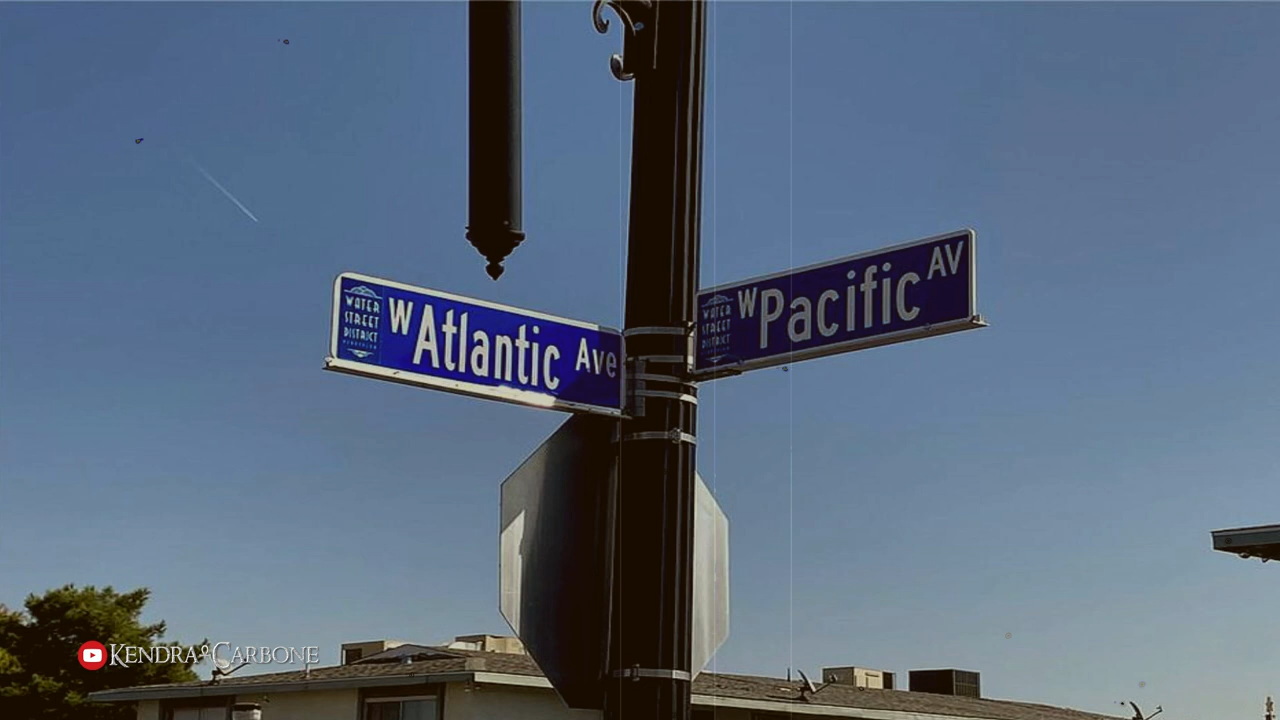 WATER
STREET
DISTRICT
W Atlantic Ave
WATER
STREET
DISTRICT
W Pacific AV
KENDRA CARBONE